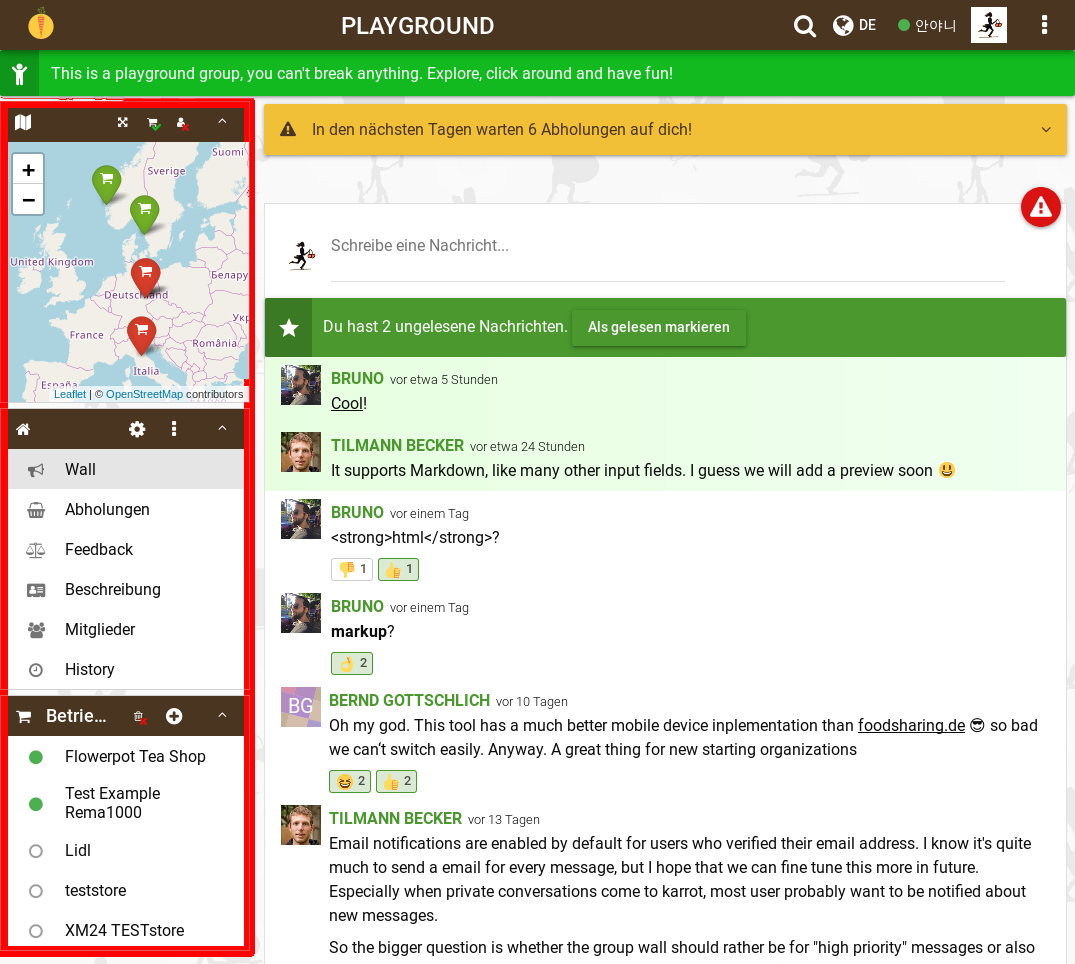 PLAYGROUND
DE
안야니
This is a playground group, you can't break anything. Explore, click around and have fun!
Suomi
Sverige
United Kingdom
Белару
Deutschland
Укр
France
România
Italia
España
+
−
Leaflet | © OpenStreetMap contributors
Wall
Abholungen
Feedback
Beschreibung
Mitglieder
History
Betrie...
Flowerpot Tea Shop
Test Example
Rema1000
Lidl
teststore
XM24 TESTstore
In den nächsten Tagen warten 6 Abholungen auf dich!
Schreibe eine Nachricht...
Du hast 2 ungelesene Nachrichten. Als gelesen markieren
BRUNO vor etwa 5 Stunden
Cool!
TILMANN BECKER vor etwa 24 Stunden
It supports Markdown, like many other input fields. I guess we will add a preview soon 😃
BRUNO vor einem Tag
<strong>html</strong>?
👎 1 👍 1
BRUNO vor einem Tag
markup?
👌 2
BG
BERND GOTTSCHLICH vor 10 Tagen
Oh my god. This tool has a much better mobile device inplementation than foodsharing.de 😎 so bad
we can‘t switch easily. Anyway. A great thing for new starting organizations
😆 2 👍 2
TILMANN BECKER vor 13 Tagen
Email notifications are enabled by default for users who verified their email address. I know it's quite
much to send a email for every message, but I hope that we can fine tune this more in future.
Especially when private conversations come to karrot, most user probably want to be notified about
new messages.
So the bigger question is whether the group wall should rather be for "high priority" messages or also